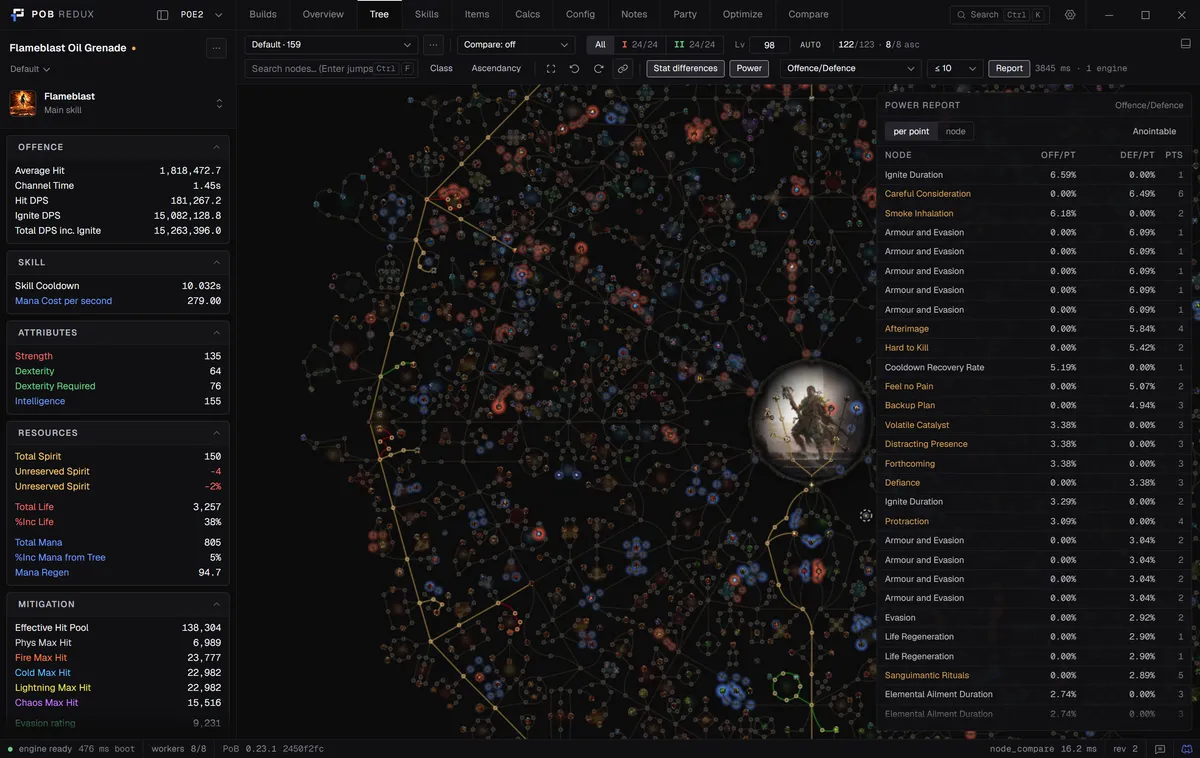 POB REDUX
POE2
Builds Overview Tree Skills Items Calcs Config Notes Party Optimize Compare
Search Ctrl K
Flameblast Oil Grenade
Default
Flameblast
Main skill
OFFENCE
Average Hit 1,818,472.7
Channel Time 1.45s
Hit DPS
Ignite DPS 15,082,138.8
Total DPS inc. Ignite
SKILL
Skill Cooldown 10.032s
Mana Cost per second 279.00
ATTRIBUTES
Strength 135
Dexterity 64
Dexterity Required 76
Intelligence 155
RESOURCES
Total Spirit 150
Unreserved Spirit -4
Unreserved Spirit -2%
Total Life 3,267
%Inc Life 38%
Total Mana 805
%Inc Mana from Tree 5%
Mana Regen 94.7
MITIGATION
Effective Hit Pool 138,304
Phys Max Hit 6,989
Fire Max Hit 23,777
Cold Max Hit 22,982
Lightning Max Hit 22,982
Chaos Max Hit 15,516
Evasion rating 9,231
Default · 159 ··· Compare: off All I 24/24 II 24/24 Lv 98 AUTO 122/123 · 8/8 asc
Search nodes... (Enter jumps Ctrl F Class Ascendancy Stat differences Power Offence/Defence ≤ 10 Report 3845 ms · 1 engine
POWER REPORT Offence/Defence
per point node Anointable
NODE OFF/PT DEF/PT PTS
Ignite Duration 6.59% 0.00% 1
Careful Consideration 0.00% 6.49% 6
Smoke Inhalation 6.18% 0.00% 2
Armour and Evasion 0.00% 6.09% 1
Armour and Evasion 0.00% 6.09% 1
Armour and Evasion 0.00% 6.09% 1
Armour and Evasion 0.00% 6.09% 1
Armour and Evasion 0.00% 6.09% 1
Afterimage 0.00% 5.84% 4
Hard to Kill 0.00% 5.42% 2
Cooldown Recovery Rate 5.19% 0.00% 1
Feel no Pain 0.00% 5.07% 2
Backup Plan 0.00% 4.94% 3
Volatile Catalyst 3.38% 0.00% 3
Distracting Presence 3.38% 0.00% 3
Forthcoming 3.38% 0.00% 3
Defiance 0.00% 3.38% 3
Ignite Duration 3.29% 0.00% 2
Protraction 3.09% 0.00% 4
Armour and Evasion 0.00% 3.04% 2
Armour and Evasion 0.00% 3.04% 2
Armour and Evasion 0.00% 3.04% 2
Armour and Evasion 0.00% 3.04% 2
Evasion 0.00% 2.92% 2
Life Regeneration 0.00% 2.90% 1
Life Regeneration 0.00% 2.90% 1
Sanguimantic Rituals 0.00% 2.89% 5
Elemental Ailment Duration 2.74% 0.00% 3
Elemental Ailment Duration 2.74% 0.00% 3
engine ready 476 ms boot workers 8/8 PoB 0.23.1 2450f2fc
node_compare 16.2 ms rev 2